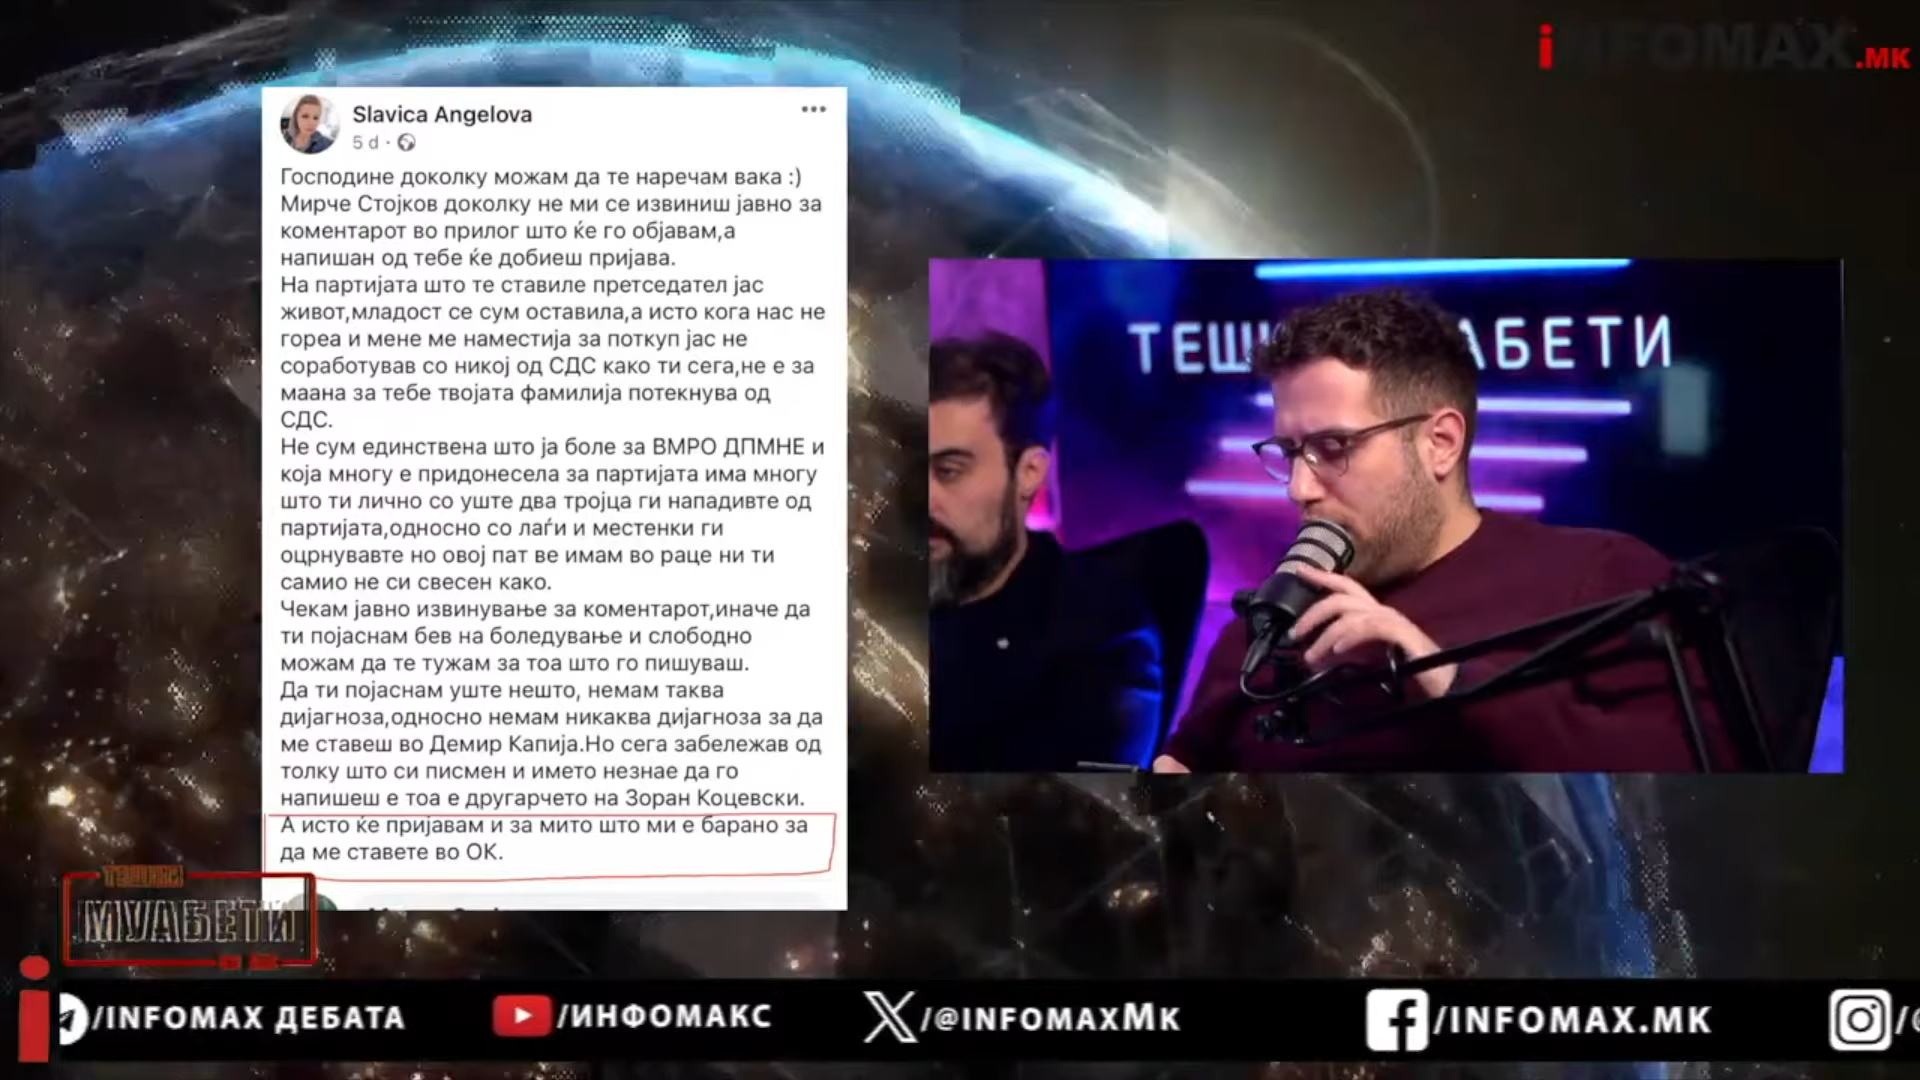 iNFOMAX.MK
Slavica Angelova
5 d ·
Господине доколку можам да те наречам вака :)
Мирче Стојков доколку не ми се извиниш јавно за
коментарот во прилог што ќе го објавам,а
напишан од тебе ќе добиеш пријава.
На партијата што те ставиле претседател јас
живот,младост се сум оставила,а исто кога нас не
гореа и мене ме наместија за поткуп јас не
соработував со никој од СДС како ти сега,не е за
маана за тебе твојата фамилија потекнува од
СДС.
Не сум единствена што ја боле за ВМРО ДПМНЕ и
која многу е придонесела за партијата има многу
што ти лично со уште два тројца ги нападивте од
партијата,односно со лаѓи и местенки ги
оцрнувавте но овој пат ве имам во раце ни ти
самио не си свесен како.
Чекам јавно извинување за коментарот,иначе да
ти појаснам бев на боледување и слободно
можам да те тужам за тоа што го пишуваш.
Да ти појаснам уште нешто, немам таква
дијагноза,односно немам никаква дијагноза за да
ме ставеш во Демир Капија.Но сега забележав од
толку што си писмен и името незнае да го
напишеш е тоа е другарчето на Зоран Коцевски.
А исто ќе пријавам и за мито што ми е барано за
да ме ставете во ОК.
ТЕШ АБЕТИ
ТЕШКИ
МУАБЕТИ
/INFOMAX ДЕБАТА
/ИНФОМАКС
/@INFOMAXMK
/INFOMAX.MK